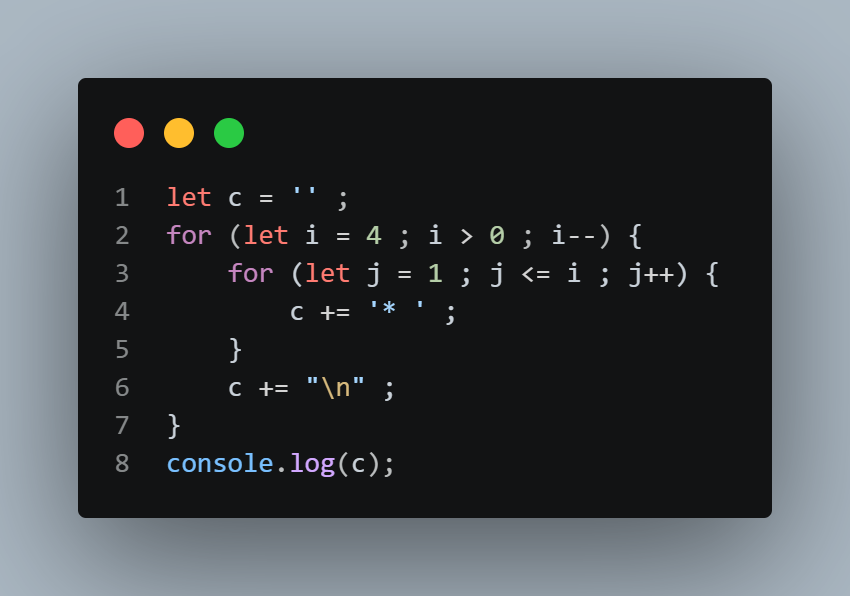 1 let c = '' ;
2 for (let i = 4 ; i > 0 ; i--) {
3     for (let j = 1 ; j <= i ; j++) {
4         c += '* ' ;
5     }
6     c += "\n" ;
7 }
8 console.log(c);